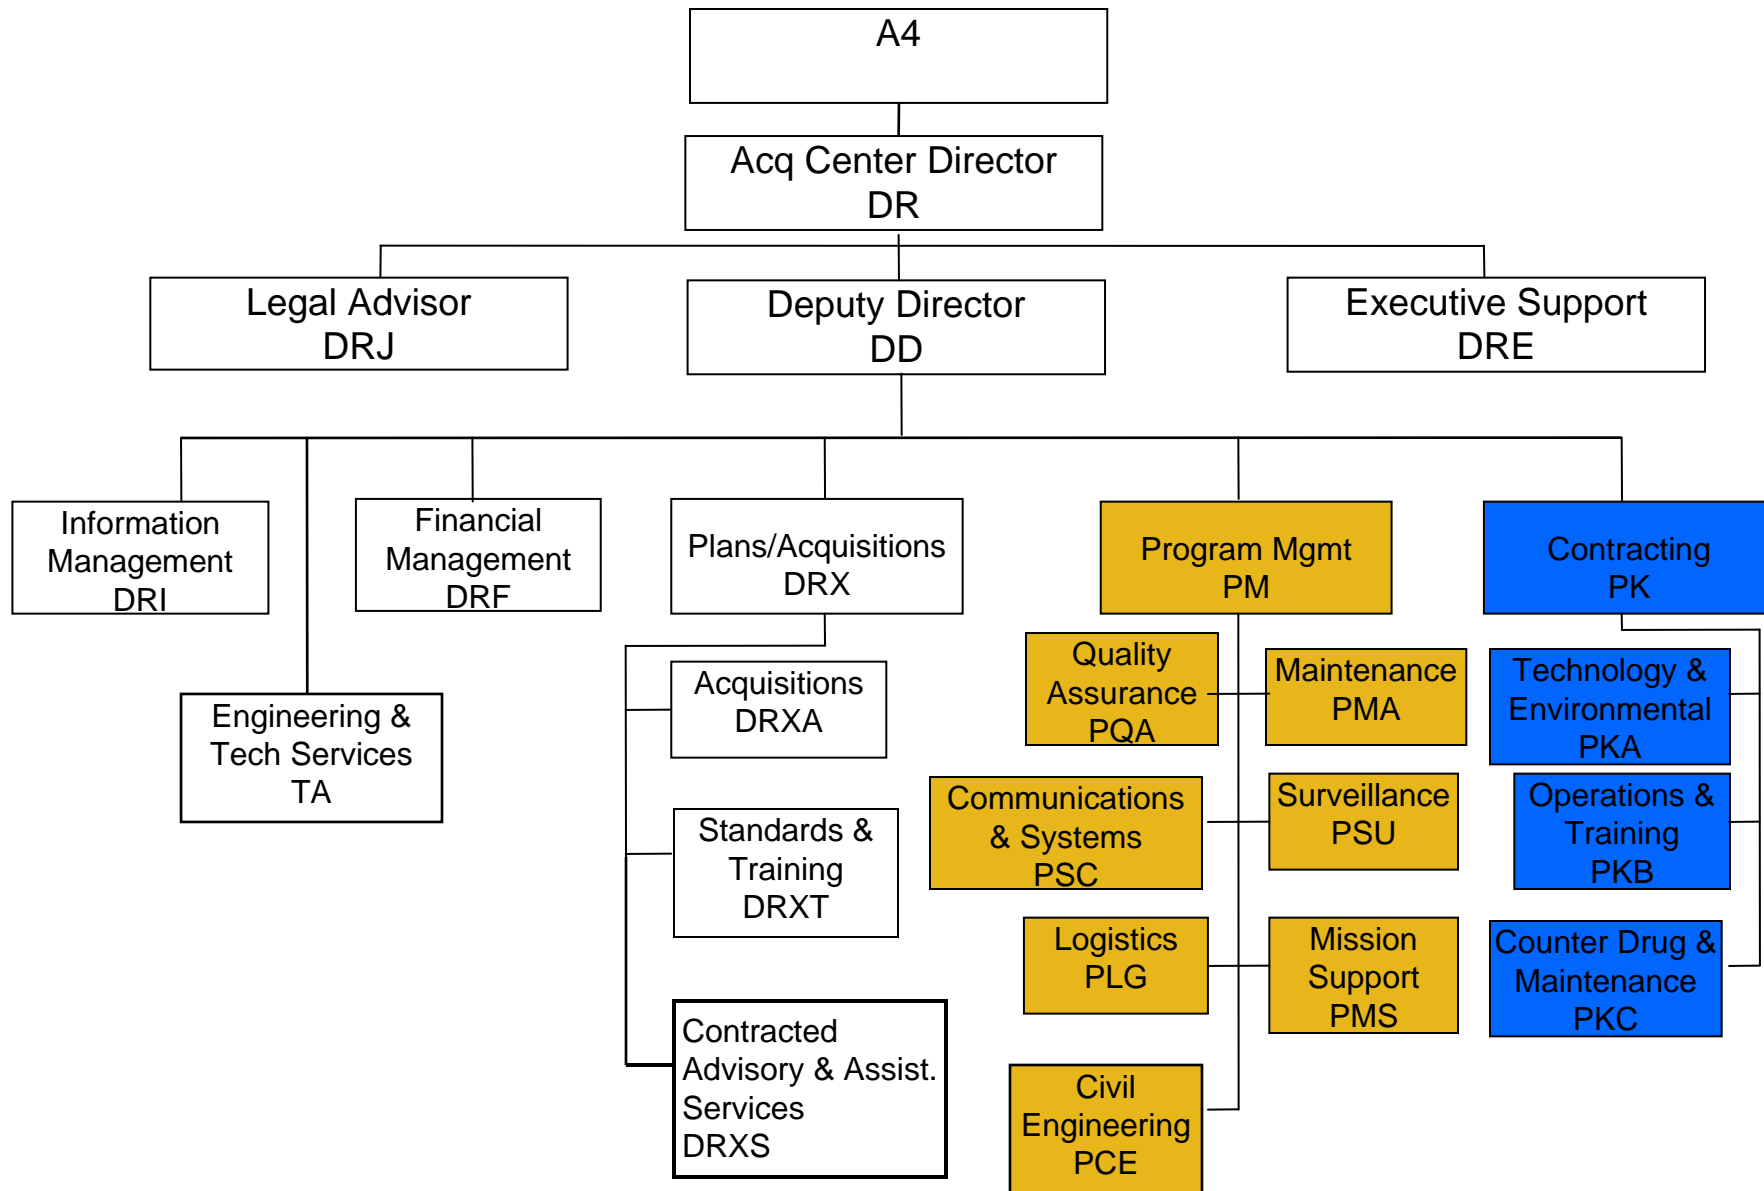 A4
Acq Center Director
DR
Legal Advisor
DRJ
Deputy Director
DD
Executive Support
DRE
Information
Management
DRI
Financial
Management
DRF
Plans/Acquisitions
DRX
Program Mgmt
PM
Contracting
PK
Engineering &
Tech Services
TA
Acquisitions
DRXA
Standards &
Training
DRXT
Contracted
Advisory & Assist.
Services
DRXS
Quality
Assurance
PQA
Maintenance
PMA
Communications
& Systems
PSC
Surveillance
PSU
Logistics
PLG
Mission
Support
PMS
Civil
Engineering
PCE
Technology &
Environmental
PKA
Operations &
Training
PKB
Counter Drug &
Maintenance
PKC